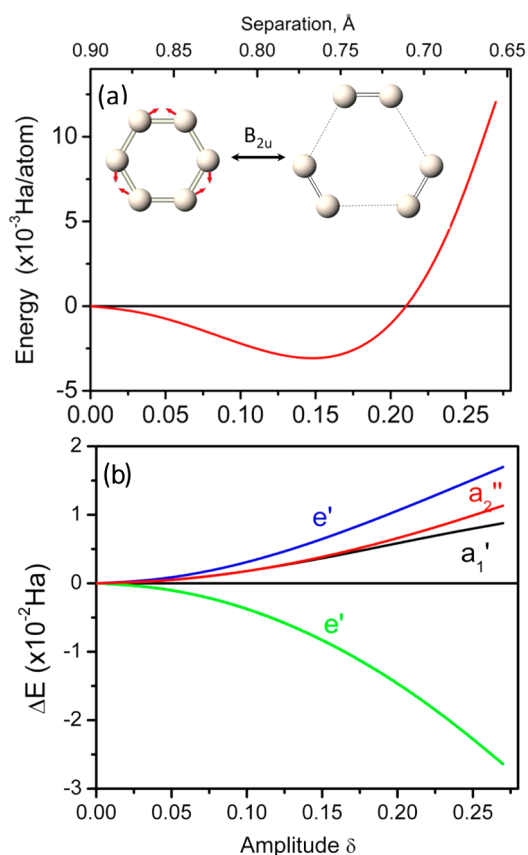 Separation, Å
0.90 0.85 0.80 0.75 0.70 0.65
(a)
B2u
Energy (x10-3Ha/atom)
10
5
0
-5
0.00 0.05 0.10 0.15 0.20 0.25
(b)
e'
a2''
a1'
e'
ΔE (x10-2Ha)
2
1
0
-1
-2
-3
0.00 0.05 0.10 0.15 0.20 0.25
Amplitude δ